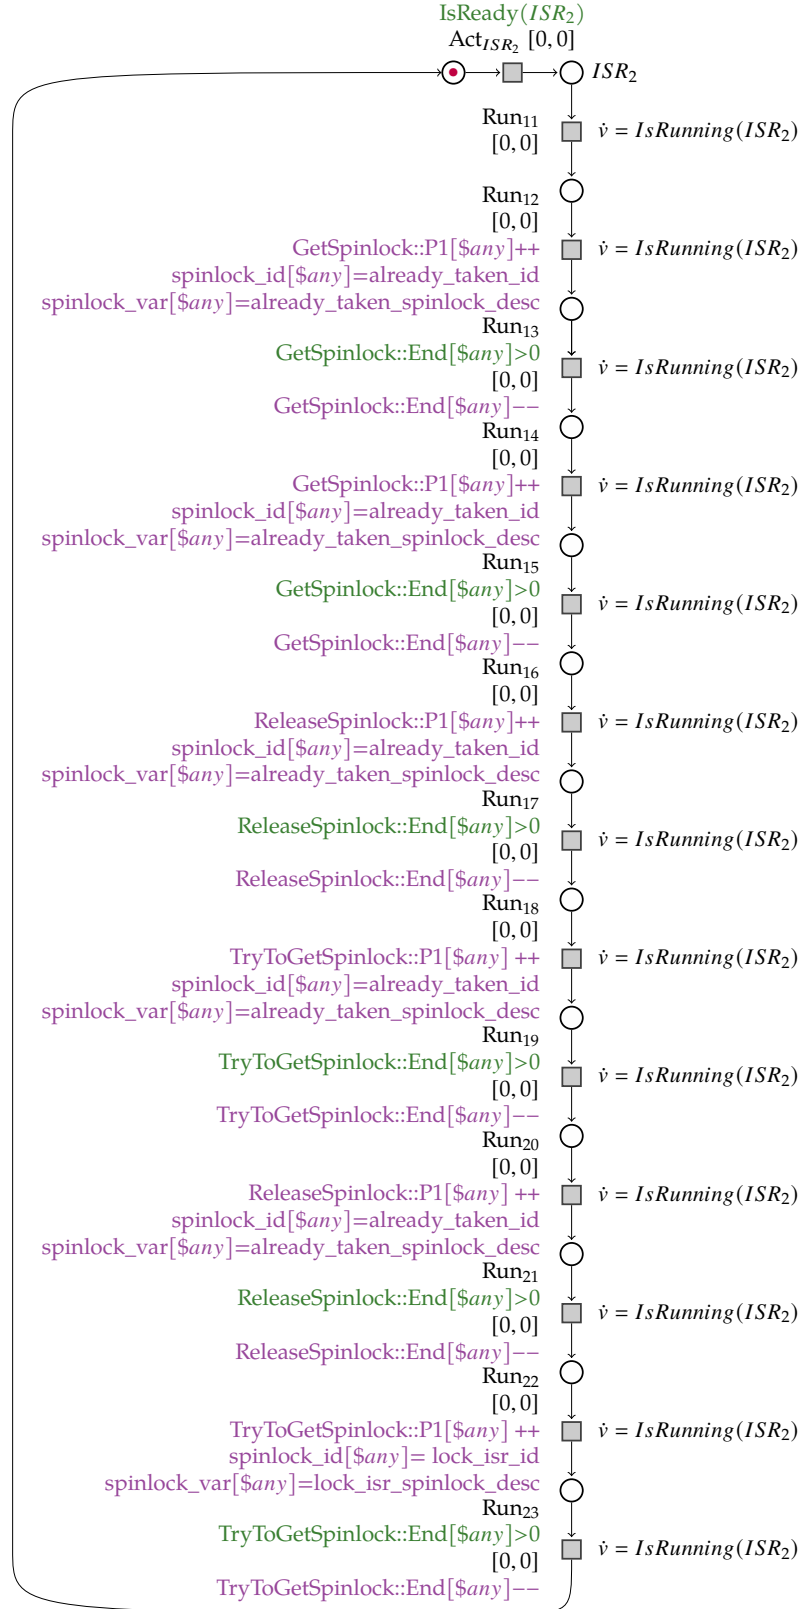 IsReady(ISR₂)
Act_ISR₂ [0, 0]
ISR₂
Run₁₁
[0, 0]
v̇ = IsRunning(ISR₂)
Run₁₂
[0, 0]
GetSpinlock::P1[$any]++
v̇ = IsRunning(ISR₂)
spinlock_id[$any]=already_taken_id
spinlock_var[$any]=already_taken_spinlock_desc
Run₁₃
GetSpinlock::End[$any]>0
[0, 0]
v̇ = IsRunning(ISR₂)
GetSpinlock::End[$any]−−
Run₁₄
[0, 0]
GetSpinlock::P1[$any]++
v̇ = IsRunning(ISR₂)
spinlock_id[$any]=already_taken_id
spinlock_var[$any]=already_taken_spinlock_desc
Run₁₅
GetSpinlock::End[$any]>0
[0, 0]
v̇ = IsRunning(ISR₂)
GetSpinlock::End[$any]−−
Run₁₆
[0, 0]
ReleaseSpinlock::P1[$any]++
v̇ = IsRunning(ISR₂)
spinlock_id[$any]=already_taken_id
spinlock_var[$any]=already_taken_spinlock_desc
Run₁₇
ReleaseSpinlock::End[$any]>0
[0, 0]
v̇ = IsRunning(ISR₂)
ReleaseSpinlock::End[$any]−−
Run₁₈
[0, 0]
TryToGetSpinlock::P1[$any] ++
v̇ = IsRunning(ISR₂)
spinlock_id[$any]=already_taken_id
spinlock_var[$any]=already_taken_spinlock_desc
Run₁₉
TryToGetSpinlock::End[$any]>0
[0, 0]
v̇ = IsRunning(ISR₂)
TryToGetSpinlock::End[$any]−−
Run₂₀
[0, 0]
ReleaseSpinlock::P1[$any] ++
v̇ = IsRunning(ISR₂)
spinlock_id[$any]=already_taken_id
spinlock_var[$any]=already_taken_spinlock_desc
Run₂₁
ReleaseSpinlock::End[$any]>0
[0, 0]
v̇ = IsRunning(ISR₂)
ReleaseSpinlock::End[$any]−−
Run₂₂
[0, 0]
TryToGetSpinlock::P1[$any] ++
v̇ = IsRunning(ISR₂)
spinlock_id[$any]= lock_isr_id
spinlock_var[$any]=lock_isr_spinlock_desc
Run₂₃
TryToGetSpinlock::End[$any]>0
[0, 0]
v̇ = IsRunning(ISR₂)
TryToGetSpinlock::End[$any]−−